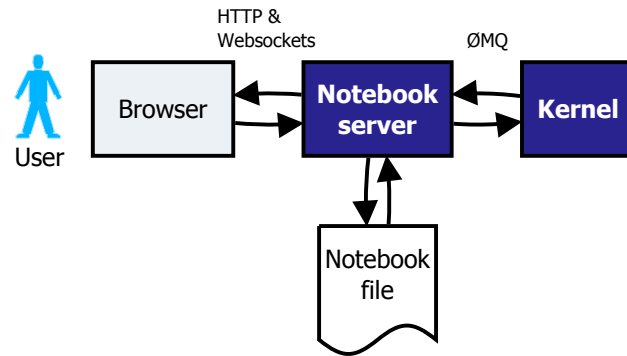 HTTP &
Websockets
ØMQ
Browser
Notebook
server
Kernel
User
Notebook
file